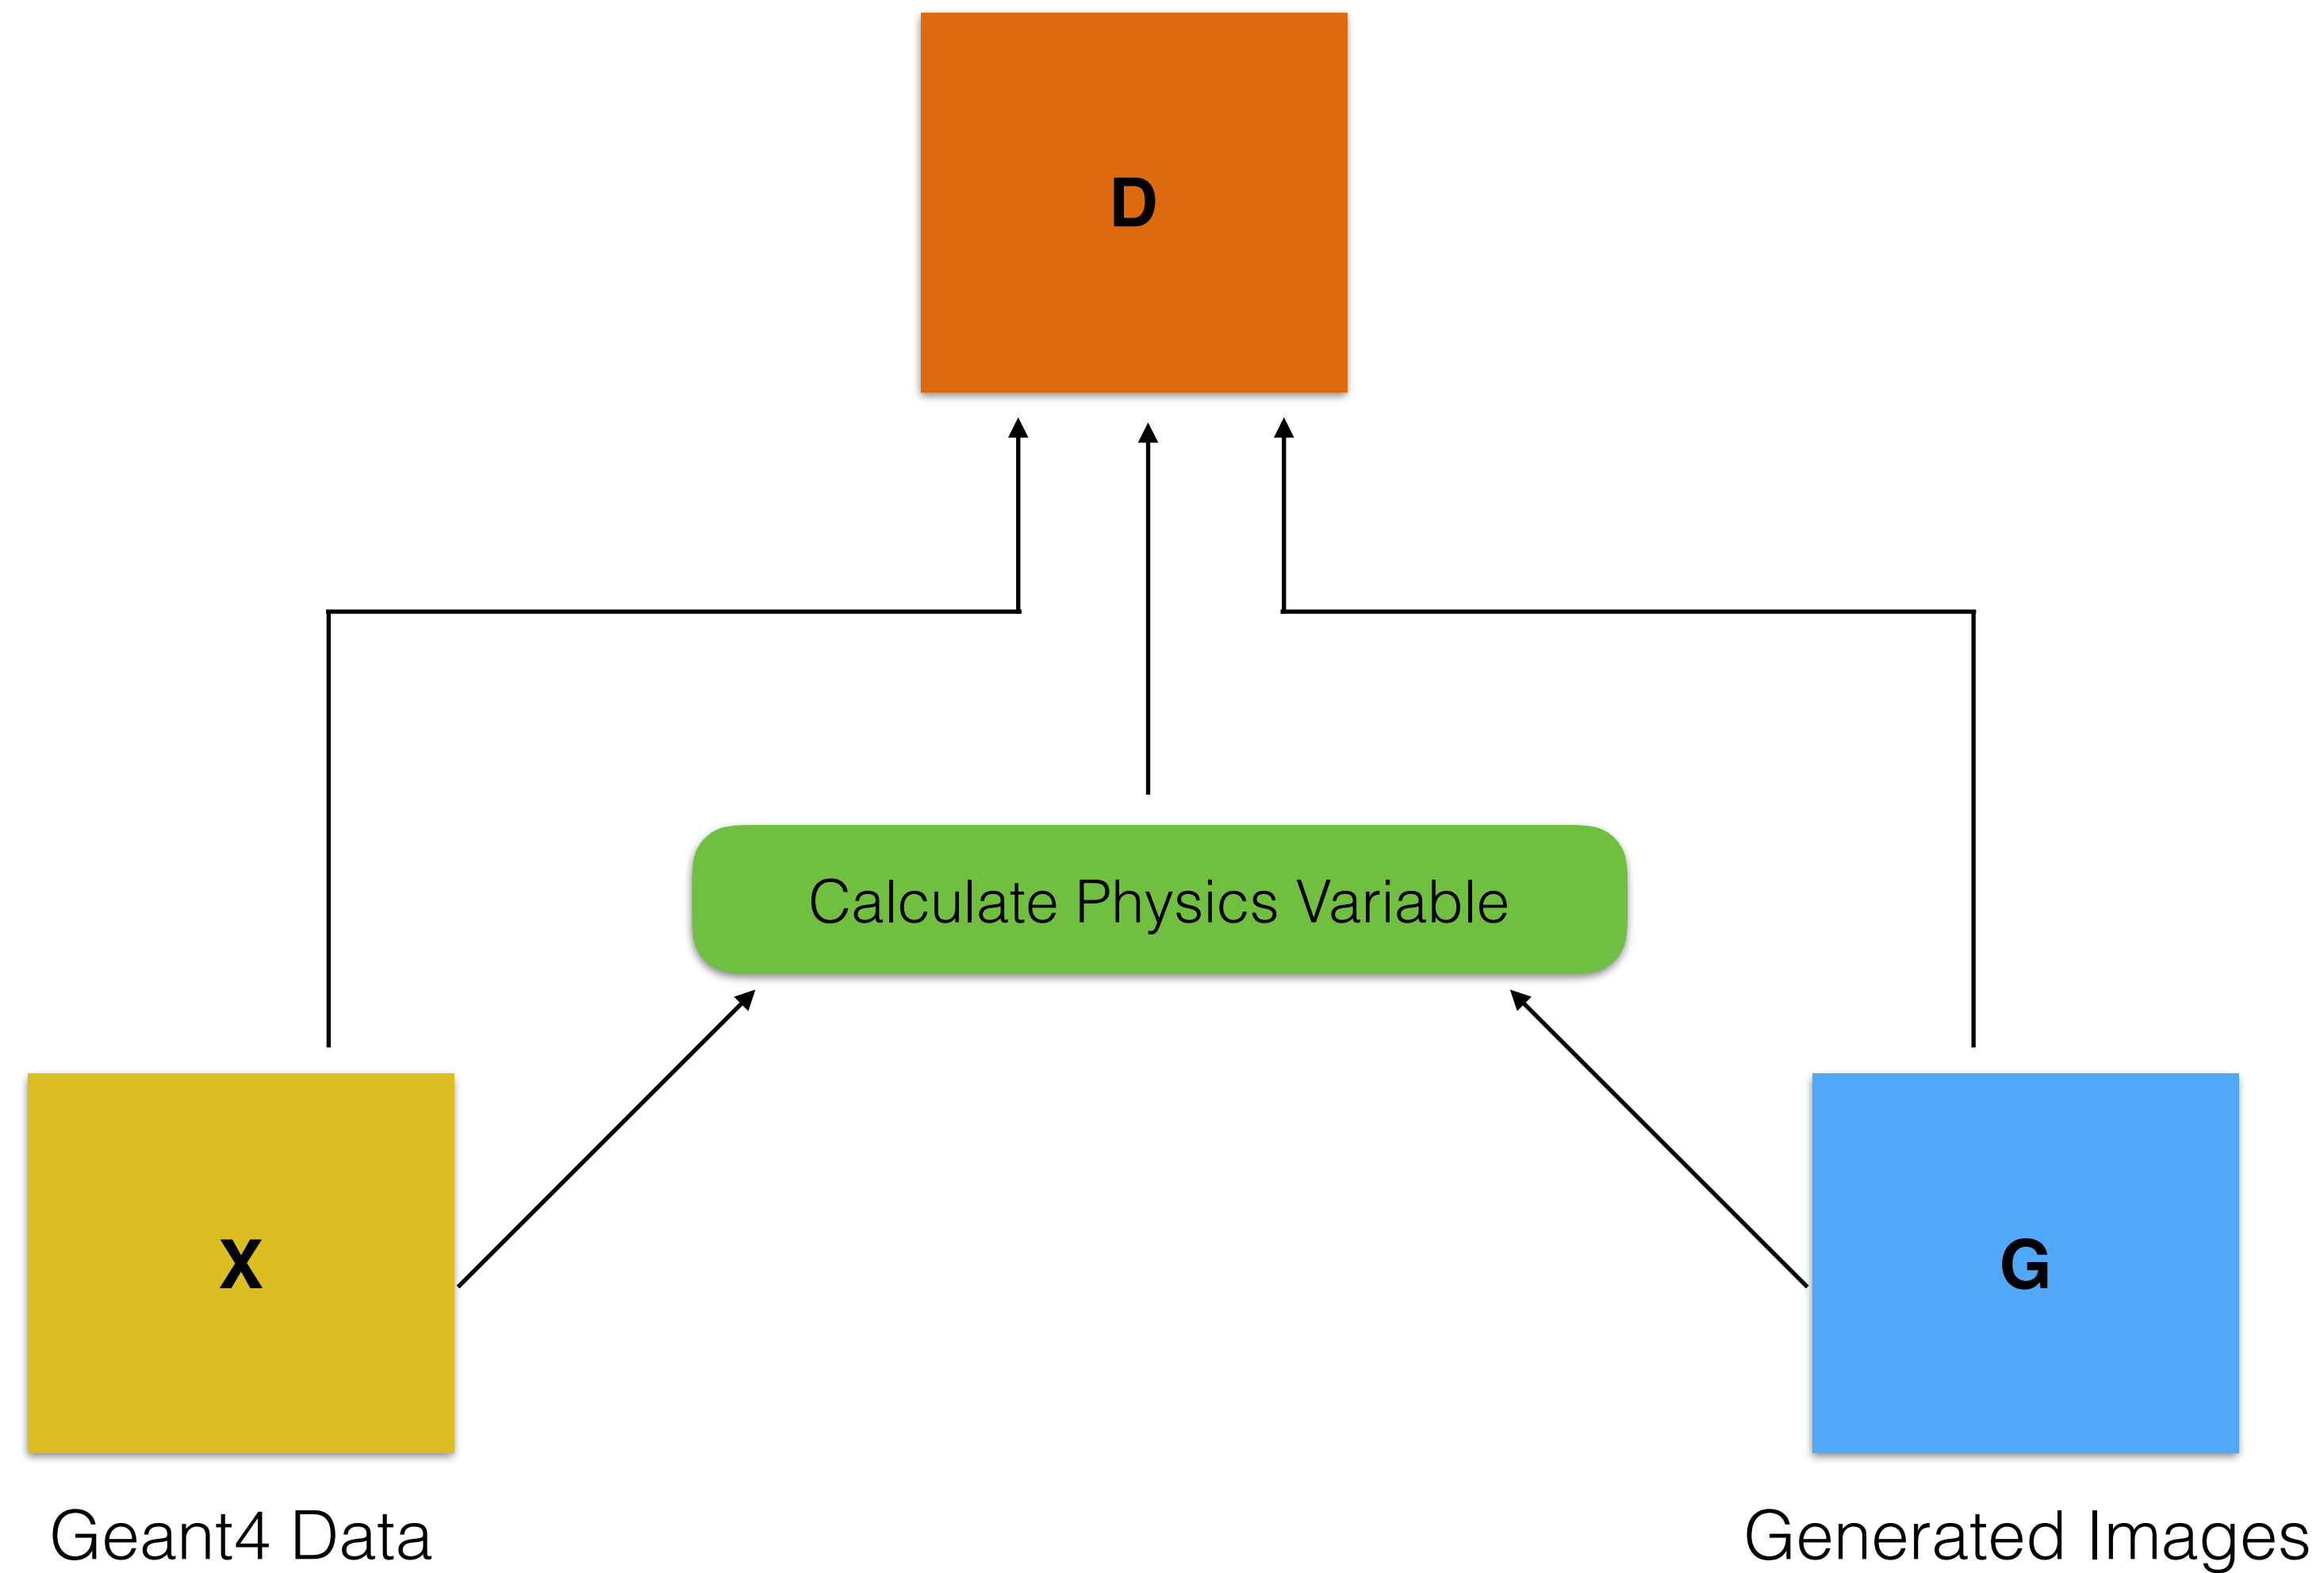 D
Calculate Physics Variable
X
G
Geant4 Data
Generated Images